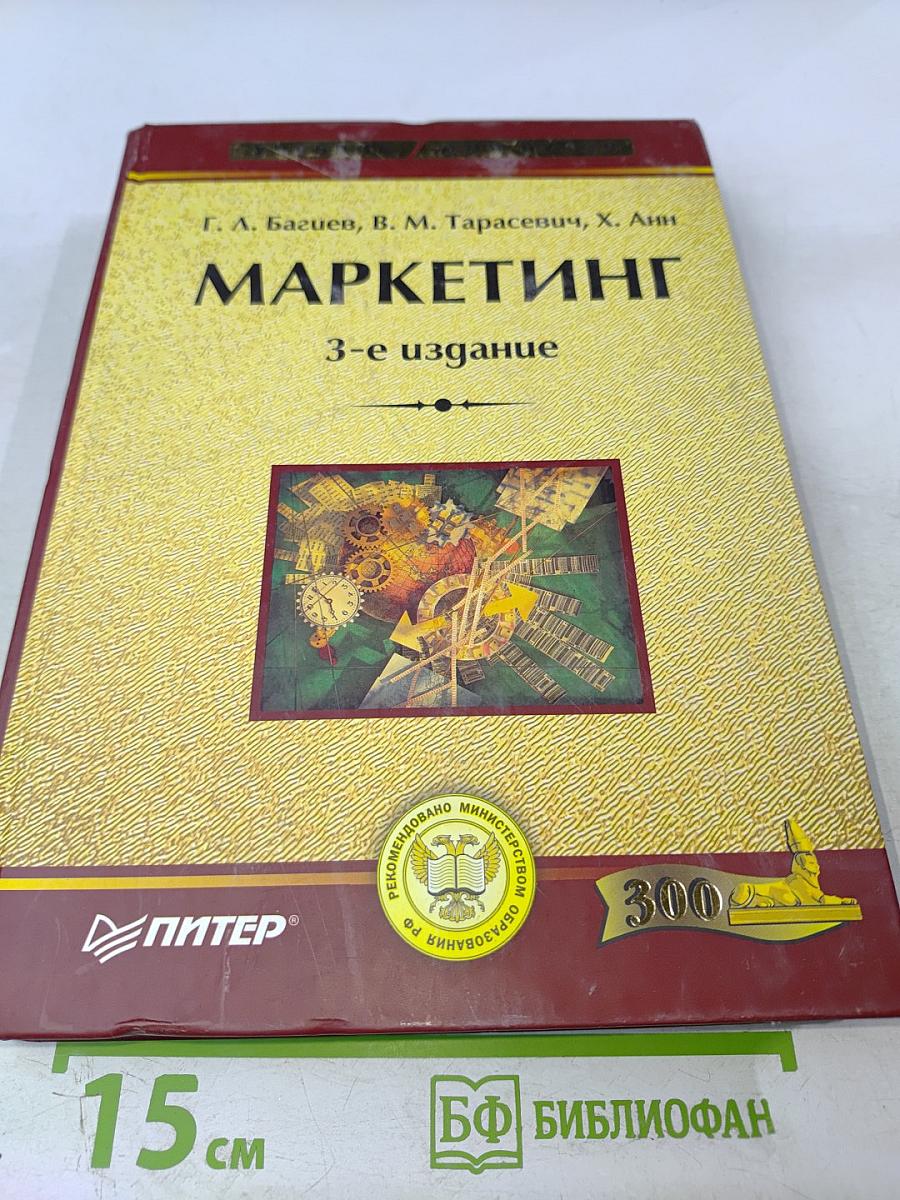 Г. Л. Багиев, В. М. Тарасевич, Х. Анн
МАРКЕТИНГ
3-е издание
РЕКОМЕНДОВАНО МИНИСТЕРСТВОМ ОБРАЗОВАНИЯ РФ
ПИТЕР®
300
15 см
БФ БИБЛИОФАН